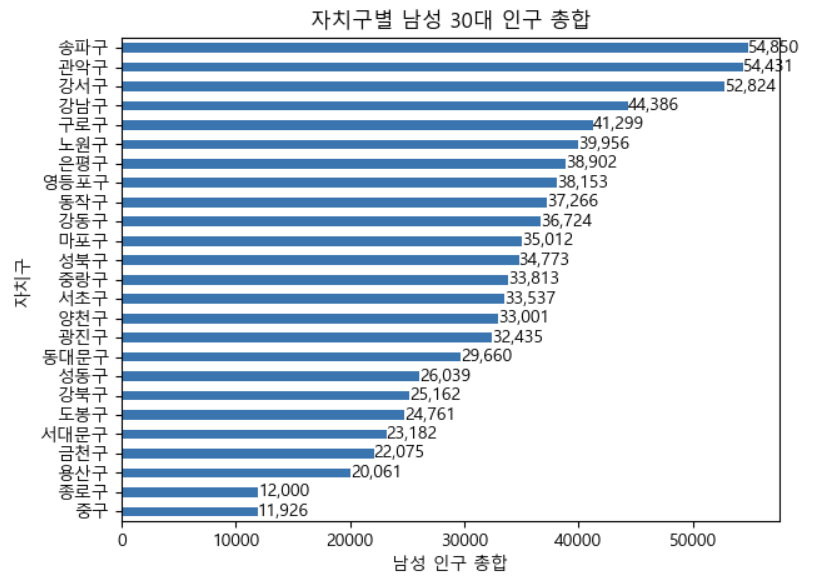 자치구별 남성 30대 인구 총합
송파구 54,850
관악구 54,431
강서구 52,824
강남구 44,386
구로구 41,299
노원구 39,956
은평구 38,902
영등포구 38,153
동작구 37,266
강동구 36,724
마포구 35,012
성북구 34,773
중랑구 33,813
서초구 33,537
양천구 33,001
광진구 32,435
동대문구 29,660
성동구 26,039
강북구 25,162
도봉구 24,761
서대문구 23,182
금천구 22,075
용산구 20,061
종로구 12,000
중구 11,926
자치구
0 10000 20000 30000 40000 50000
남성 인구 총합